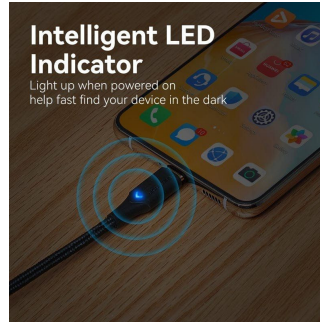 Intelligent LED
Indicator
Light up when powered on
help fast find your device in the dark